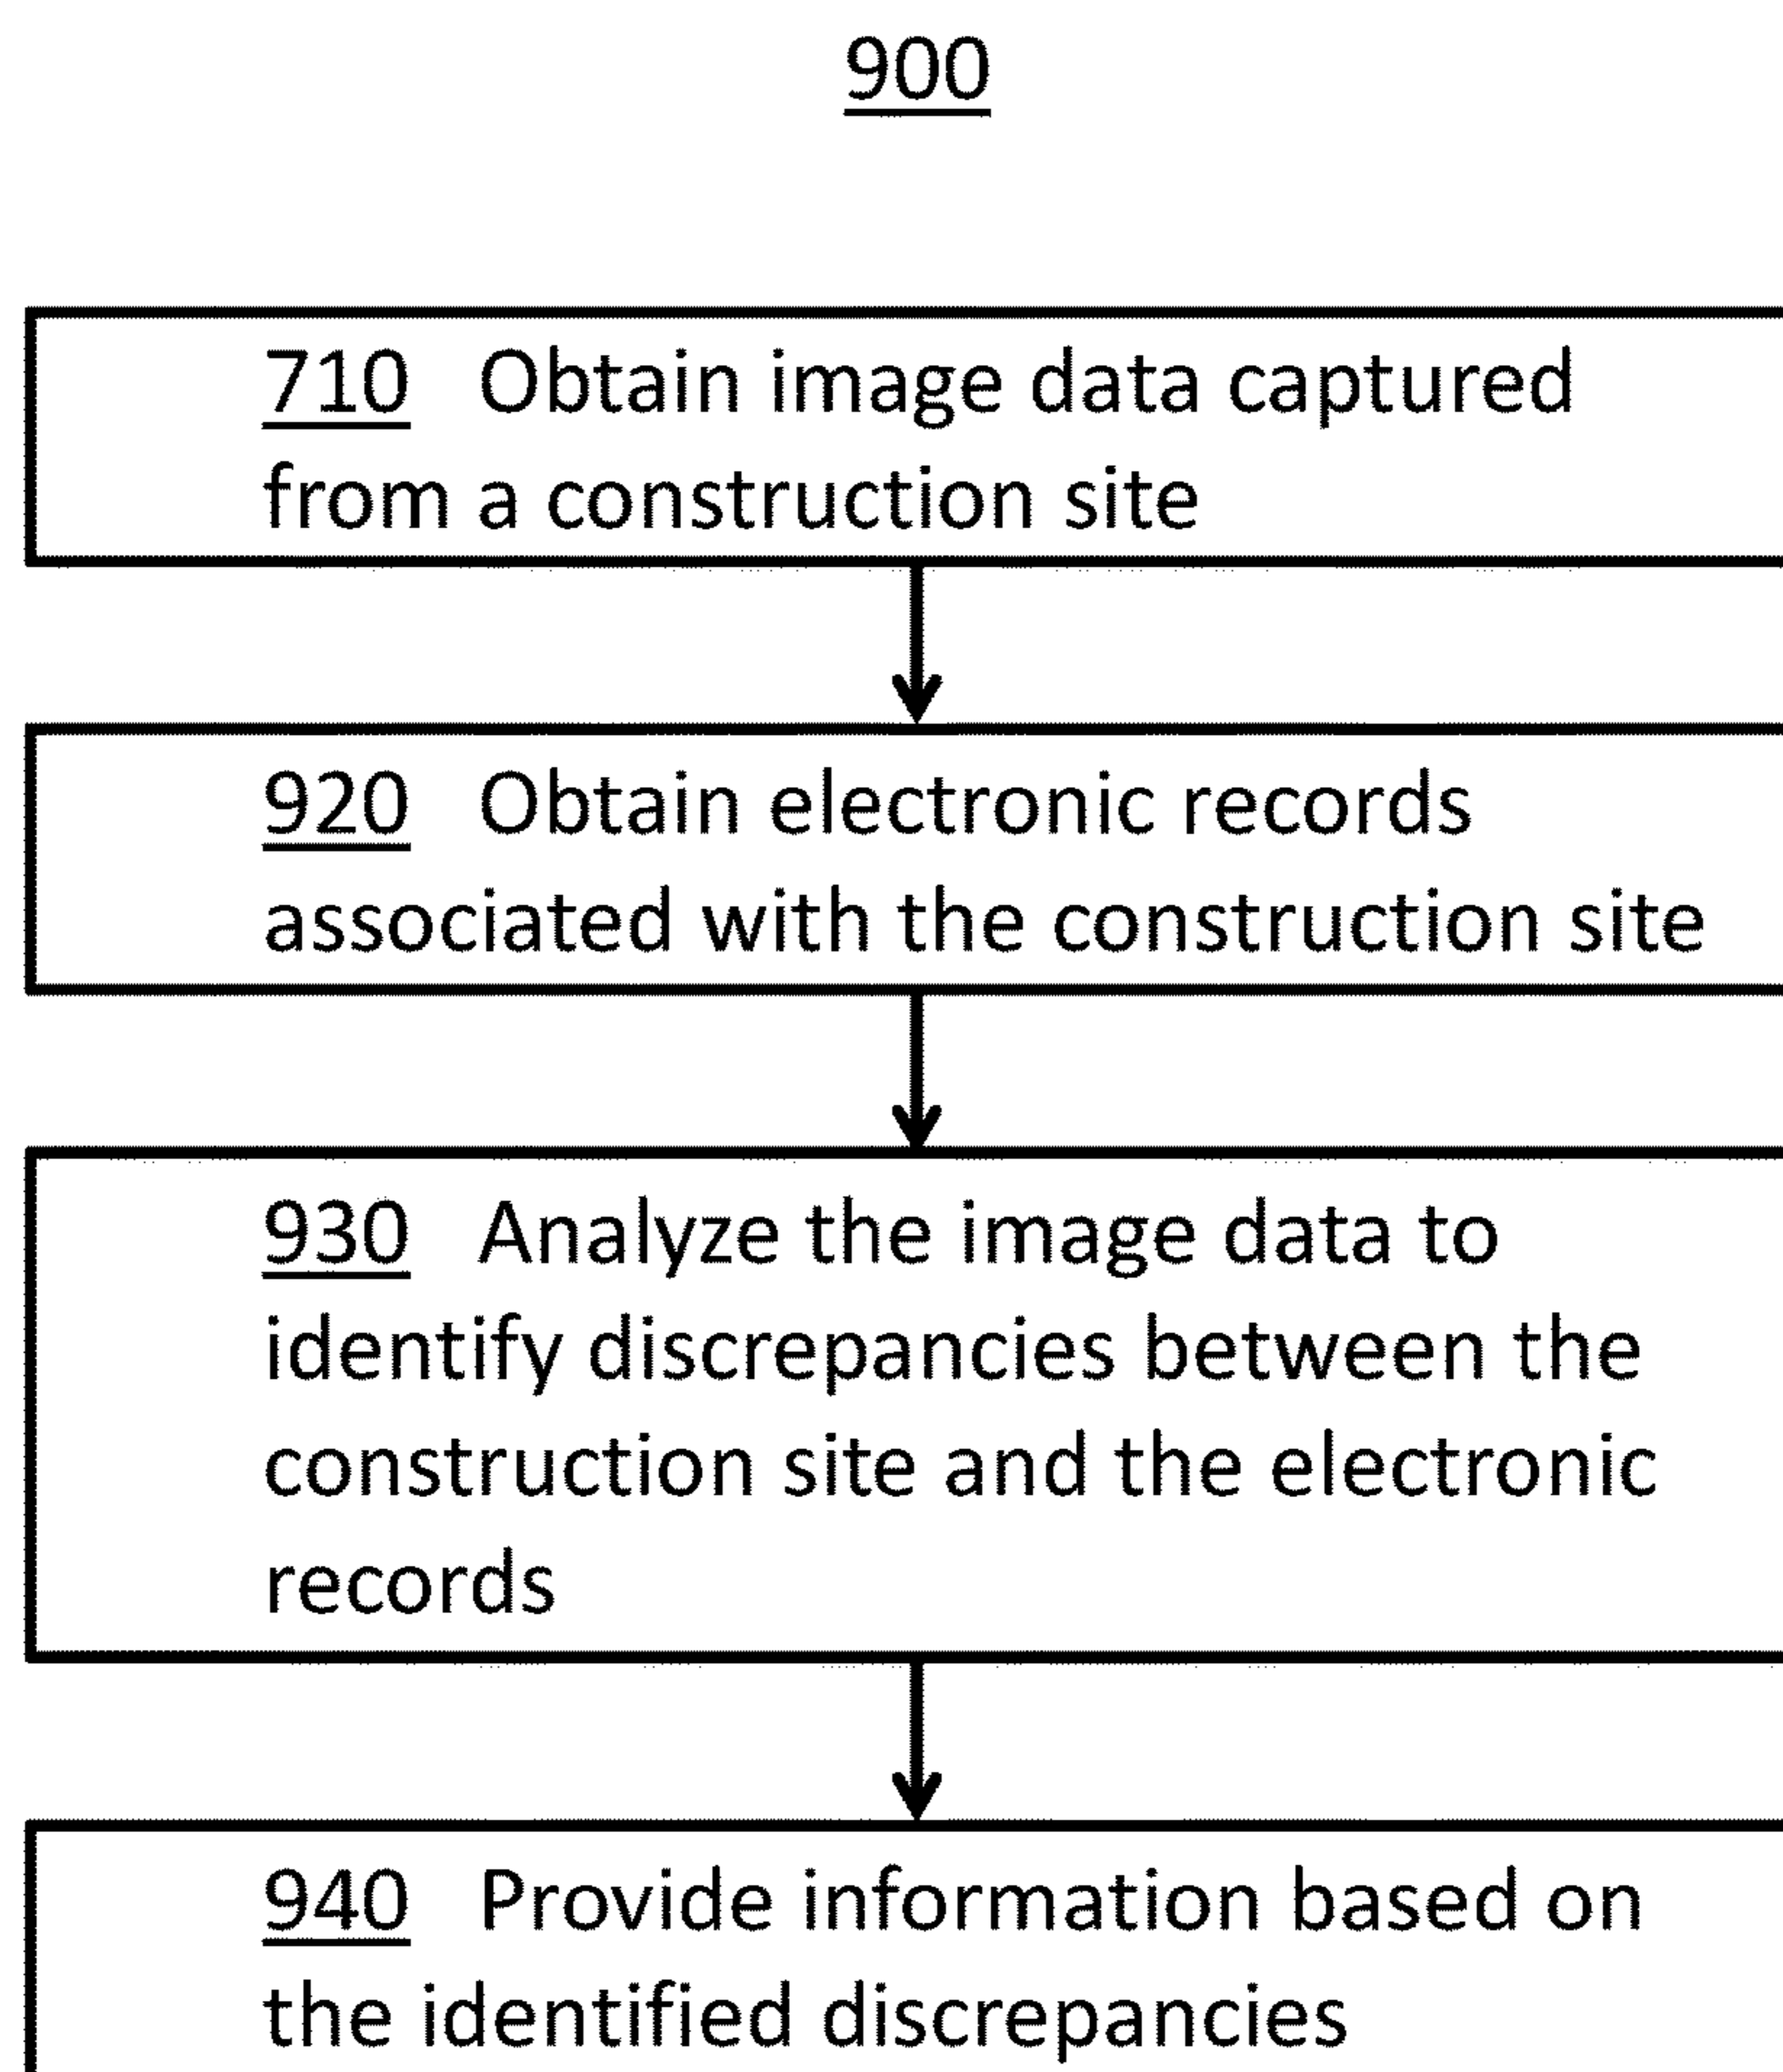 900
710 Obtain image data captured
from a construction site
920 Obtain electronic records
associated with the construction site
930 Analyze the image data to
identify discrepancies between the
construction site and the electronic
records
940 Provide information based on
the identified discrepancies